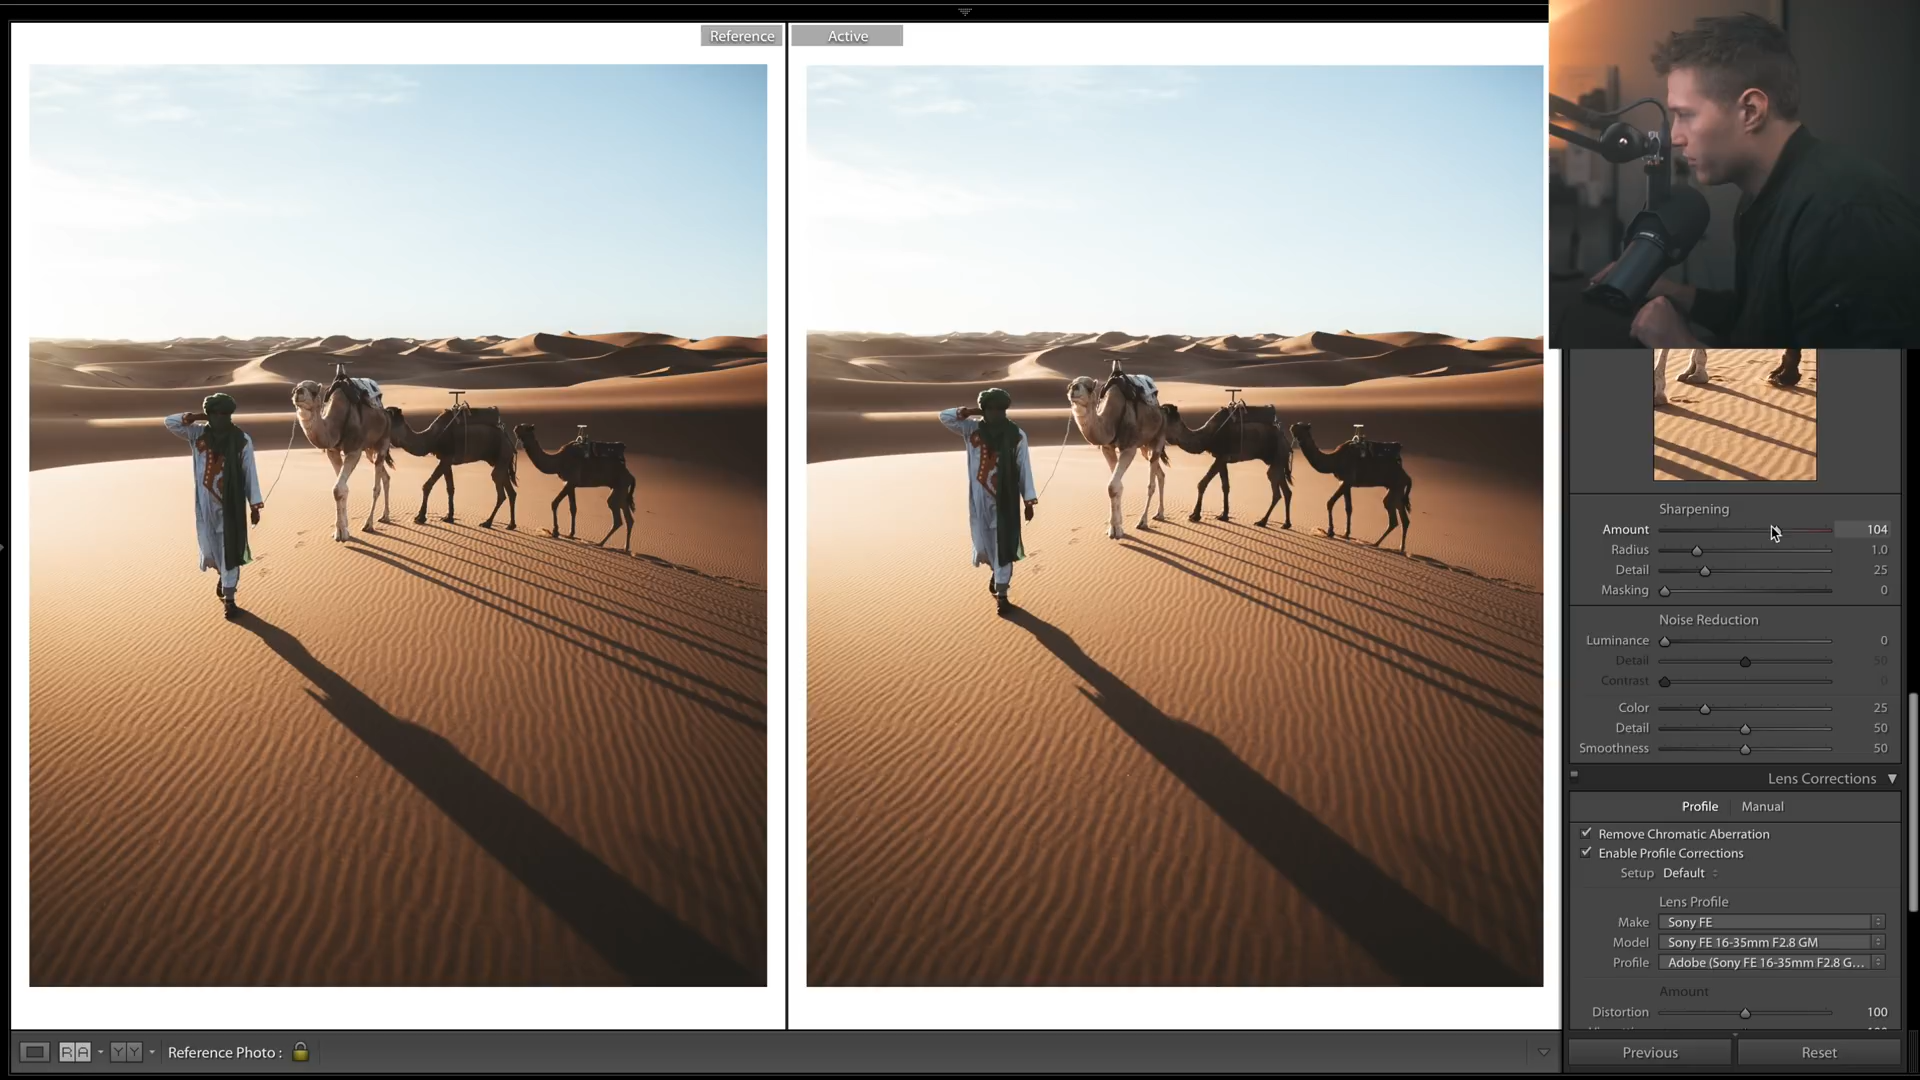 Reference
Active
Sharpening
Amount 104
Radius 1.0
Detail 25
Masking 0
Noise Reduction
Luminance 0
Detail 50
Contrast 0
Color 25
Detail 50
Smoothness 50
Lens Corrections
Profile Manual
Remove Chromatic Aberration
Enable Profile Corrections
Setup Default
Lens Profile
Make Sony FE
Model Sony FE 16-35mm F2.8 GM
Profile Adobe (Sony FE 16-35mm F2.8 G...
Amount
Distortion 100
R A Y Y Reference Photo :
Previous Reset